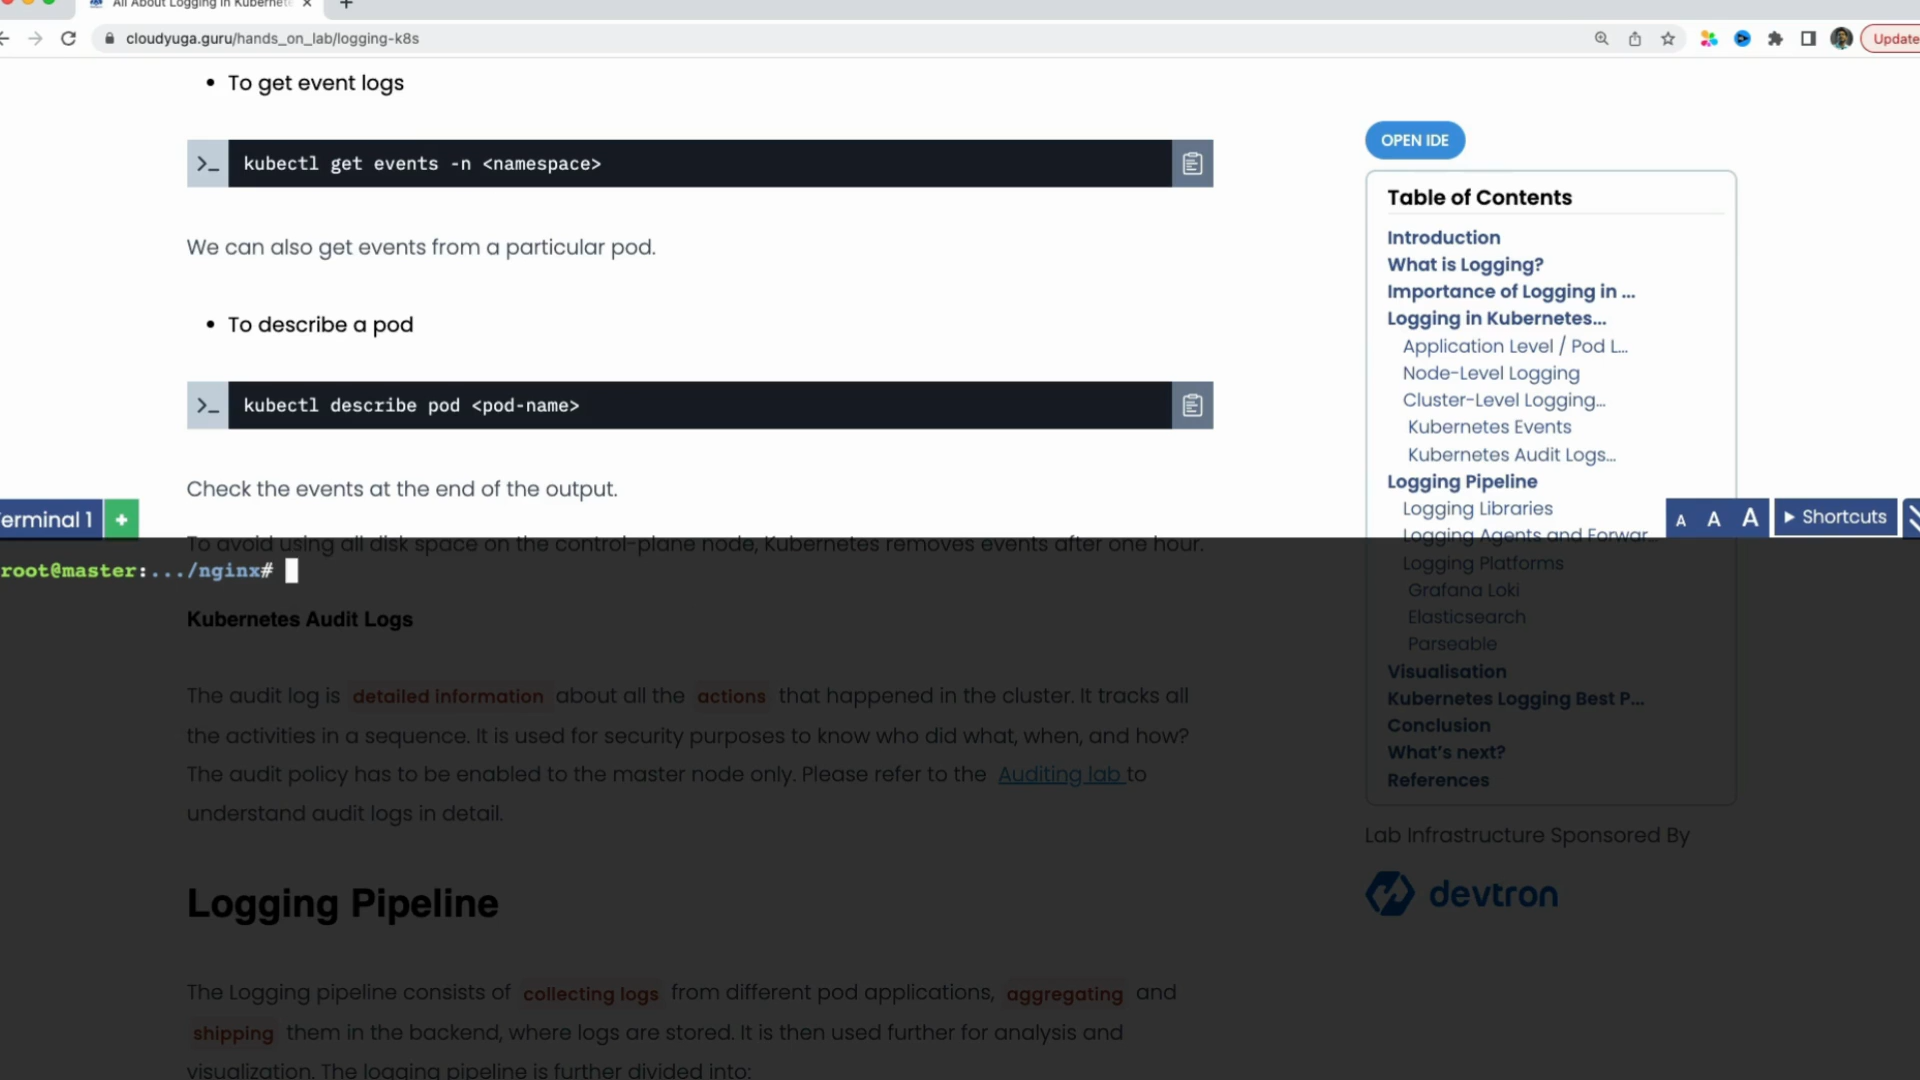 All About Logging in Kubernete
cloudyuga.guru/hands_on_lab/logging-k8s
Update
To get event logs
>_ kubectl get events -n <namespace>
We can also get events from a particular pod.
To describe a pod
>_ kubectl describe pod <pod-name>
Check the events at the end of the output.
OPEN IDE
Table of Contents
Introduction
What is Logging?
Importance of Logging in ...
Logging in Kubernetes...
Application Level / Pod L...
Node-Level Logging
Cluster-Level Logging...
Kubernetes Events
Kubernetes Audit Logs...
Logging Pipeline
Logging Libraries
Logging Agents and Forwar...
Logging Platforms
Grafana Loki
Elasticsearch
Parseable
Visualisation
Kubernetes Logging Best P...
Conclusion
What's next?
References
Lab Infrastructure Sponsored By
devtron
erminal 1 +
A A A
Shortcuts
To avoid using all disk space on the control-plane node, Kubernetes removes events after one hour.
root@master:.../nginx#
Kubernetes Audit Logs
The audit log is detailed information about all the actions that happened in the cluster. It tracks all
the activities in a sequence. It is used for security purposes to know who did what, when, and how?
The audit policy has to be enabled to the master node only. Please refer to the Auditing lab to
understand audit logs in detail.
Logging Pipeline
The Logging pipeline consists of collecting logs from different pod applications, aggregating and
shipping them in the backend, where logs are stored. It is then used further for analysis and
visualization. The logging pipeline is further divided into: